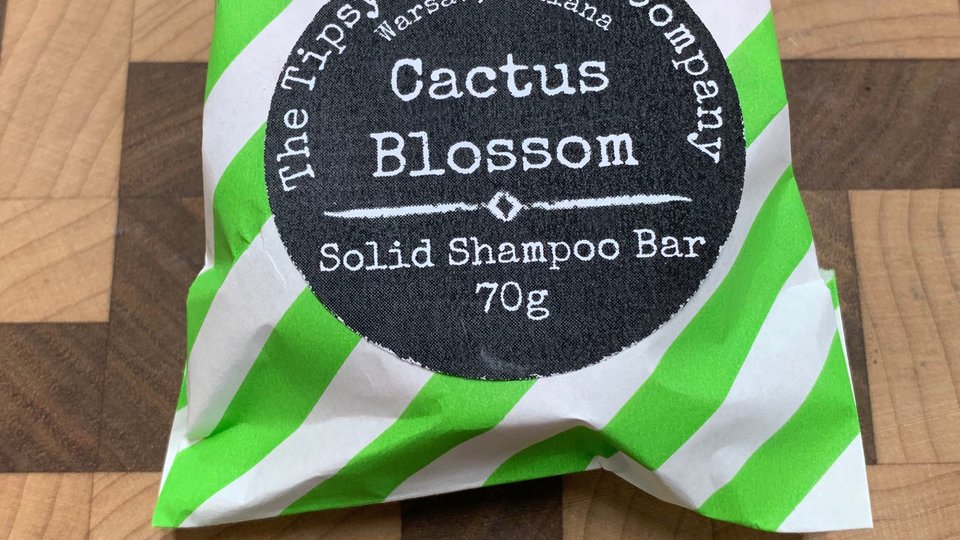 The Tipsy
Company
Cactus
Blossom
Solid Shampoo Bar
70g